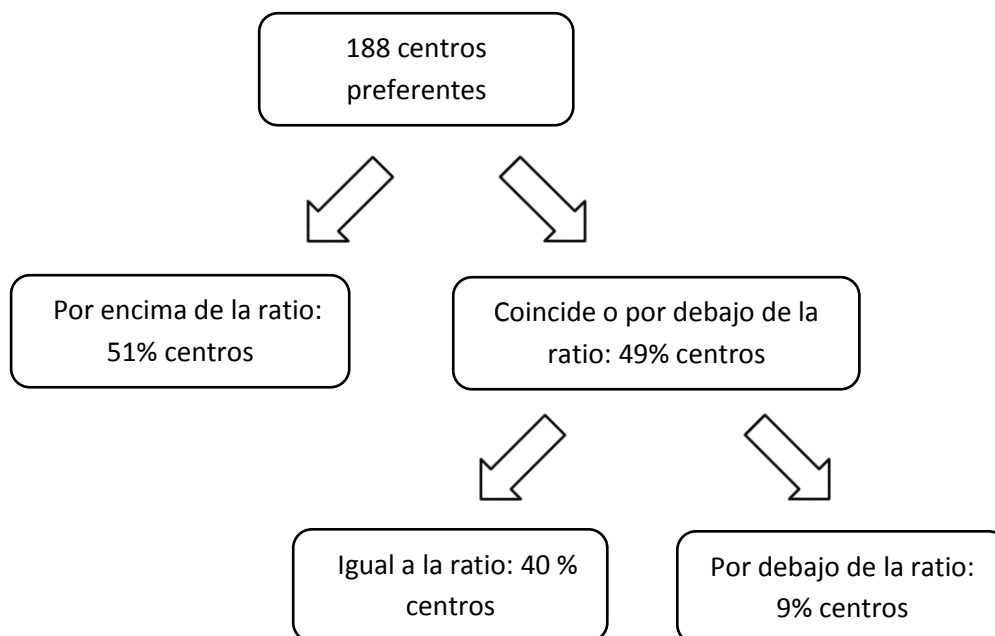 188 centros
preferentes
Por encima de la ratio:
51% centros
Coincide o por debajo de la
ratio: 49% centros
Igual a la ratio: 40 %
centros
Por debajo de la ratio:
9% centros